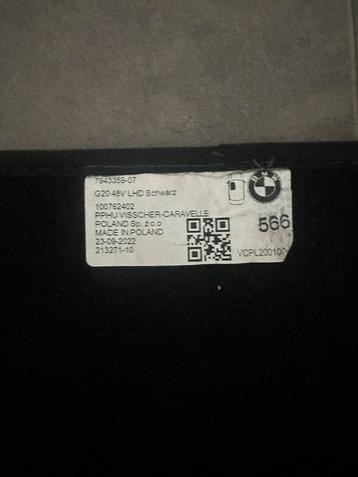 7943359-07
G20 48V LHD Schwarz
BMW
100762402
PPHU VISSCHER-CARAVELLE
POLAND Sp. z.o.o
566
MADE IN POLAND
23-09-2022
213271-10
VCPL200100